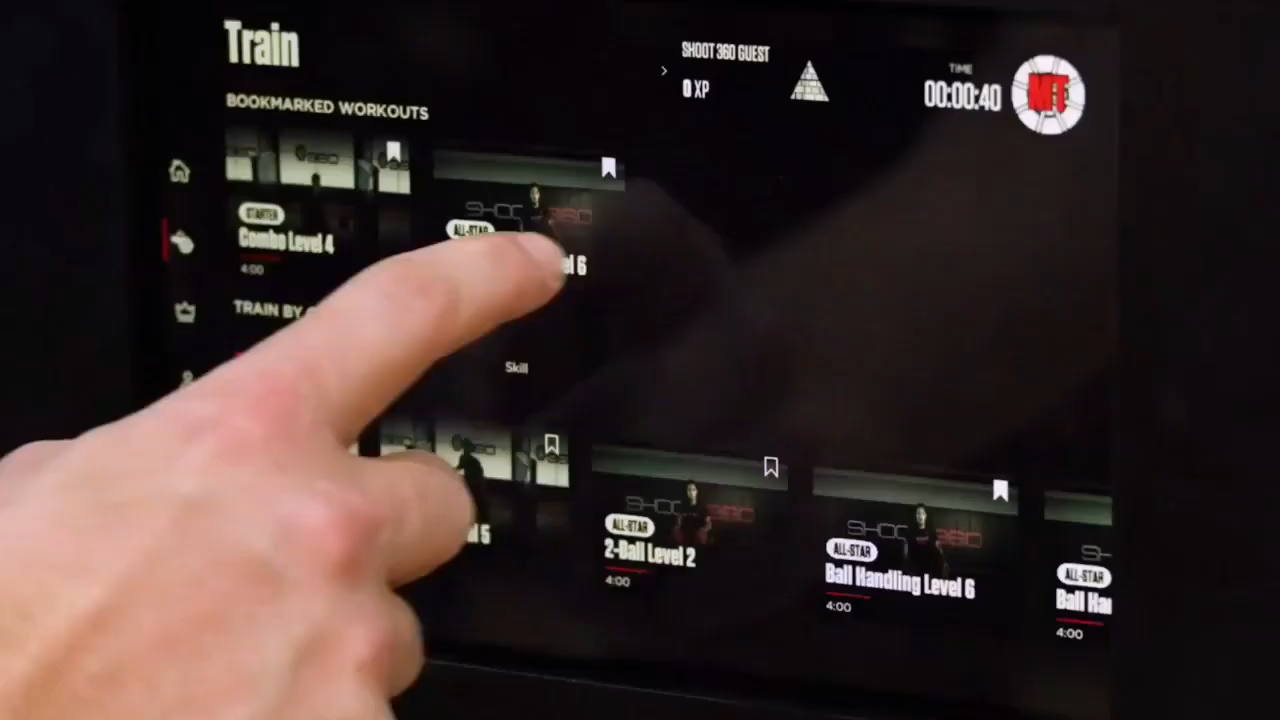 Train
SHOOT 360 GUEST
0 XP
TIME
00:00:40
MT
BOOKMARKED WORKOUTS
STARTER
Combo Level 4
4:00
ALL-STAR
el 6
TRAIN BY
Skill
el 5
ALL-STAR
2-Ball Level 2
4:00
ALL-STAR
Ball Handling Level 6
4:00
ALL-STAR
Ball Ha
4:00